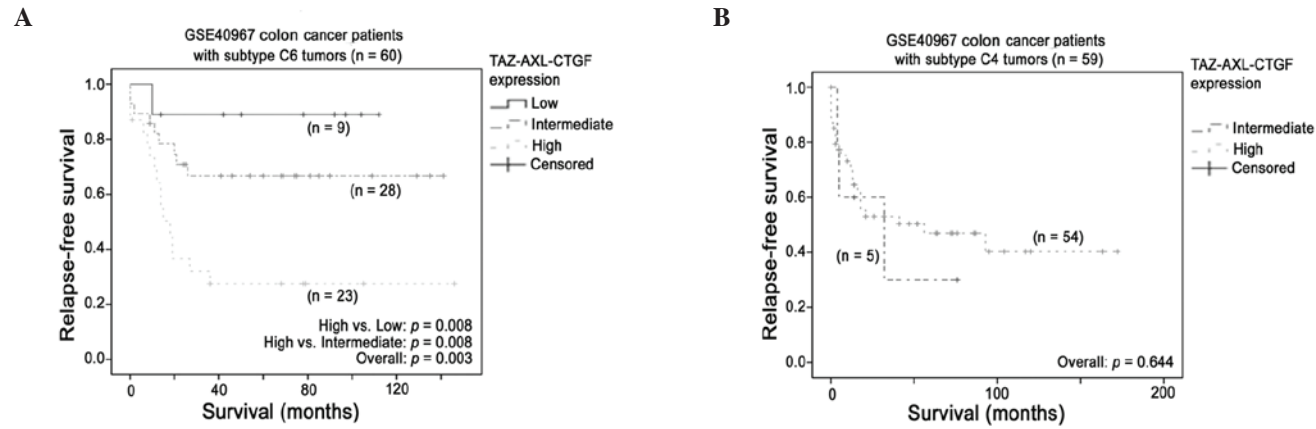 A
GSE40967 colon cancer patients
with subtype C6 tumors (n = 60)
Relapse-free survival
1.0
0.8
0.6
0.4
0.2
0.0
(n = 9)
(n = 28)
(n = 23)
High vs. Low: p = 0.008
High vs. Intermediate: p = 0.008
Overall: p = 0.003
0
40
80
120
Survival (months)
TAZ-AXL-CTGF
expression
Low
Intermediate
High
Censored
B
GSE40967 colon cancer patients
with subtype C4 tumors (n = 59)
Relapse-free survival
1.0
0.8
0.6
0.4
0.2
0.0
(n = 54)
(n = 5)
Overall: p = 0.644
0
100
200
Survival (months)
TAZ-AXL-CTGF
expression
Intermediate
High
Censored